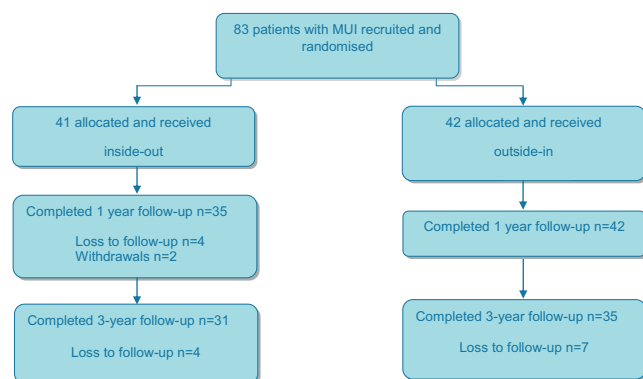 83 patients with MUI recruited and
randomised
41 allocated and received
inside-out
42 allocated and received
outside-in
Completed 1 year follow-up n=35
Loss to follow-up n=4
Withdrawals n=2
Completed 1 year follow-up n=42
Completed 3-year follow-up n=31
Loss to follow-up n=4
Completed 3-year follow-up n=35
Loss to follow-up n=7